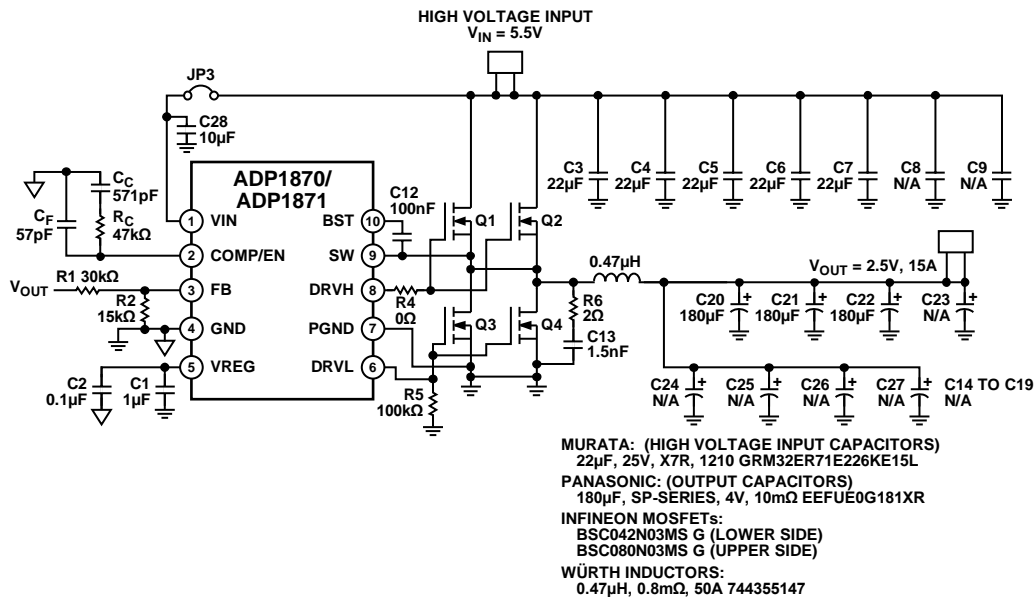 HIGH VOLTAGE INPUT
VIN = 5.5V
JP3
C28
10µF
C3
22µF
C4
22µF
C5
22µF
C6
22µF
C7
22µF
C8
N/A
C9
N/A
ADP1870/
ADP1871
CC
571pF
CF
57pF
RC
47kΩ
1
VIN
2
COMP/EN
3
FB
4
GND
5
VREG
BST
10
SW
9
DRVH
8
PGND
7
DRVL
6
C12
100nF
Q1
Q2
Q3
Q4
VOUT
R1 30kΩ
R2
15kΩ
R4
0Ω
R5
100kΩ
C2
0.1µF
C1
1µF
0.47µH
R6
2Ω
C13
1.5nF
VOUT = 2.5V, 15A
C20
180µF
+
C21
180µF
+
C22
180µF
+
C23
N/A
+
C24
N/A
+
C25
N/A
+
C26
N/A
+
C27
N/A
+
C14 TO C19
N/A
MURATA: (HIGH VOLTAGE INPUT CAPACITORS)
22µF, 25V, X7R, 1210 GRM32ER71E226KE15L
PANASONIC: (OUTPUT CAPACITORS)
180µF, SP-SERIES, 4V, 10mΩ EEFUE0G181XR
INFINEON MOSFETs:
BSC042N03MS G (LOWER SIDE)
BSC080N03MS G (UPPER SIDE)
WÜRTH INDUCTORS:
0.47µH, 0.8mΩ, 50A 744355147